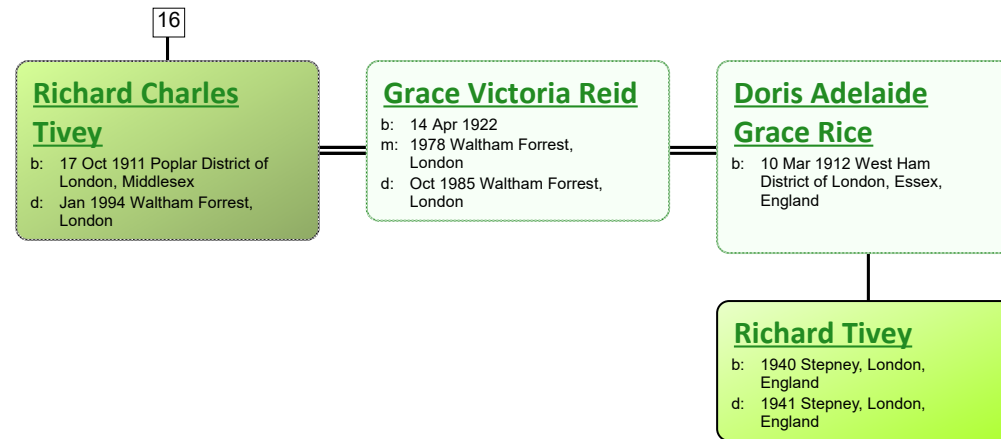 16
Richard Charles
Tivey
b: 17 Oct 1911 Poplar District of
London, Middlesex
d: Jan 1994 Waltham Forrest,
London
Grace Victoria Reid
b: 14 Apr 1922
m: 1978 Waltham Forrest,
London
d: Oct 1985 Waltham Forrest,
London
Doris Adelaide
Grace Rice
b: 10 Mar 1912 West Ham
District of London, Essex,
England
Richard Tivey
b: 1940 Stepney, London,
England
d: 1941 Stepney, London,
England